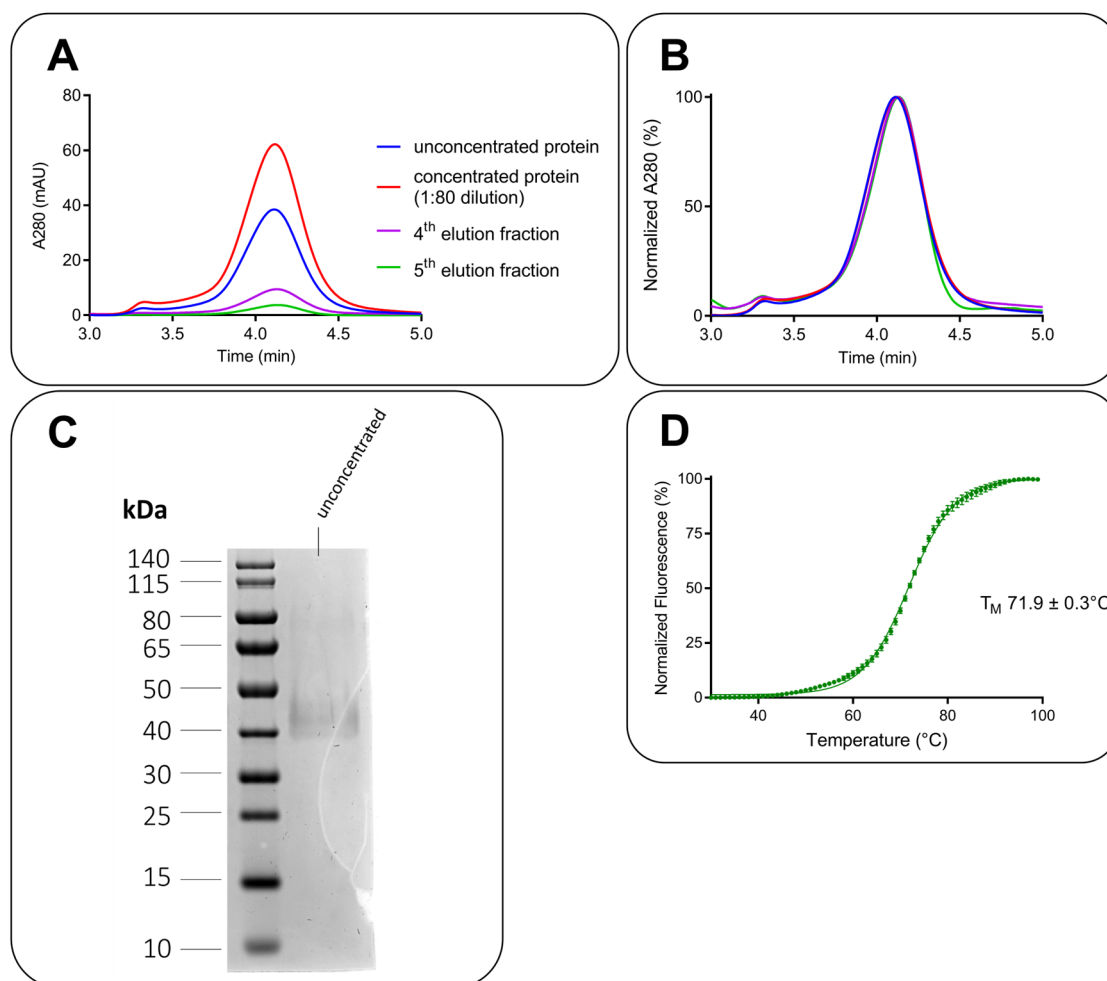 A
80
60
40
20
0
A280 (mAU)
3.0 3.5 4.0 4.5 5.0
Time (min)
unconcentrated protein
concentrated protein
(1:80 dilution)
4th elution fraction
5th elution fraction
B
100
50
0
Normalized A280 (%)
3.0 3.5 4.0 4.5 5.0
Time (min)
C
unconcentrated
kDa
140
115
80
65
50
40
30
25
15
10
D
100
75
50
25
0
Normalized Fluorescence (%)
TM 71.9 ± 0.3°C
40 60 80 100
Temperature (°C)